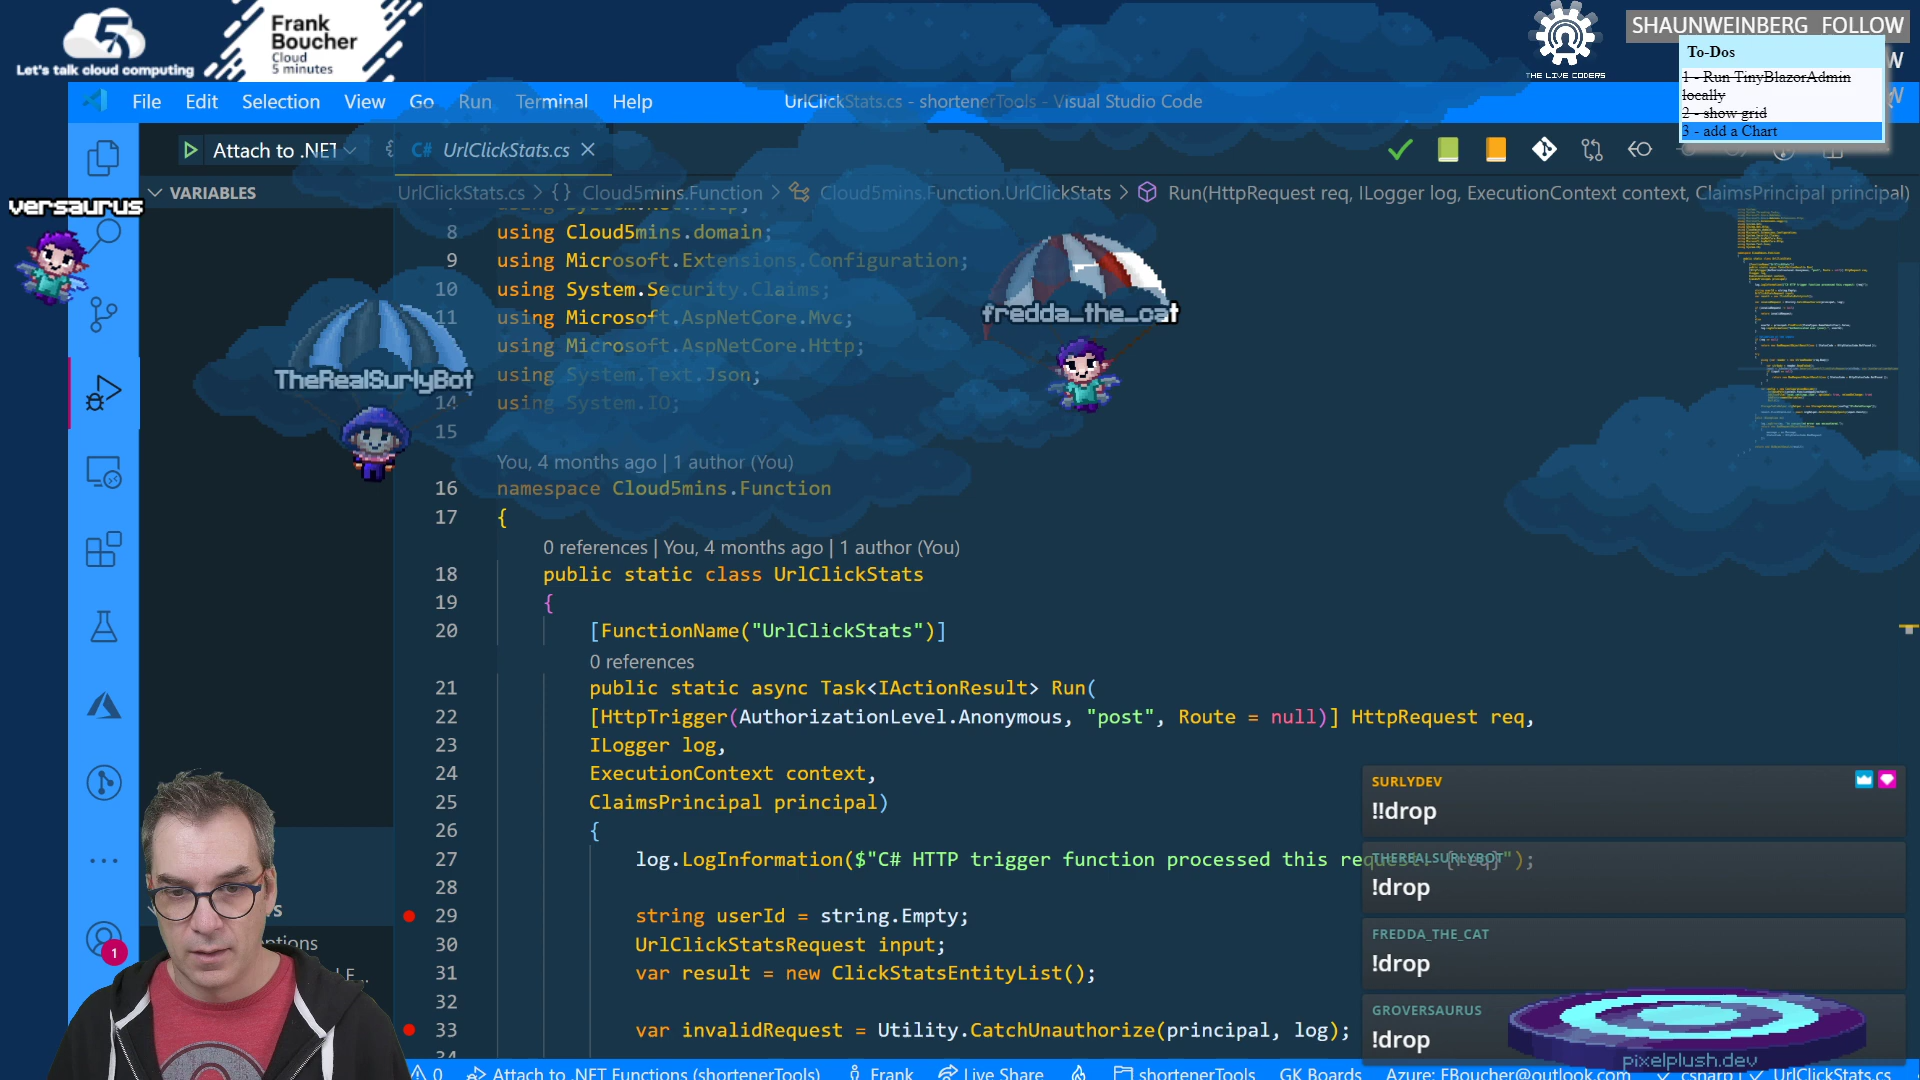 Let's talk cloud computing
Frank
Boucher
Cloud
5 minutes
THE LIVE CODERS
SHAUNWEINBERG FOLLOW
To-Dos
1 - Run TinyBlazorAdmin
locally
2 - show grid
3 - add a Chart
File Edit Selection View Go Run Terminal Help
UrlClickStats.cs - shortenerTools - Visual Studio Code
Attach to .NET
C# UrlClickStats.cs
VARIABLES
UrlClickStats.cs > {} Cloud5mins.Function > Cloud5mins.Function.UrlClickStats > Run(HttpRequest req, ILogger log, ExecutionContext context, ClaimsPrincipal principal)
versaurus
8 using Cloud5mins.domain;
9 using Microsoft.Extensions.Configuration;
10 using System.Security.Claims;
11 using Microsoft.AspNetCore.Mvc;
using Microsoft.AspNetCore.Http;
using System.Text.Json;
14 using System.IO;
15
TheRealSurlyBot
fredda_the_cat
You, 4 months ago | 1 author (You)
16 namespace Cloud5mins.Function
17 {
0 references | You, 4 months ago | 1 author (You)
18 public static class UrlClickStats
19 {
20 [FunctionName("UrlClickStats")]
0 references
21 public static async Task<IActionResult> Run(
22 [HttpTrigger(AuthorizationLevel.Anonymous, "post", Route = null)] HttpRequest req,
23 ILogger log,
24 ExecutionContext context,
25 ClaimsPrincipal principal)
26 {
27 log.LogInformation($"C# HTTP trigger function processed this request: {req}");
28
29 string userId = string.Empty;
30 UrlClickStatsRequest input;
31 var result = new ClickStatsEntityList();
32
33 var invalidRequest = Utility.CatchUnauthorize(principal, log);
34
1
SURLYDEV
!!drop
THEREALSURLYBOT
!drop
FREDDA_THE_CAT
!drop
GROVERSAURUS
!drop
pixelplush.dev
0 Attach to .NET Functions (shortenerTools) Frank Live Share shortenerTools GK Boards Azure: FBoucher@outlook.com csharp UrlClickStats.cs